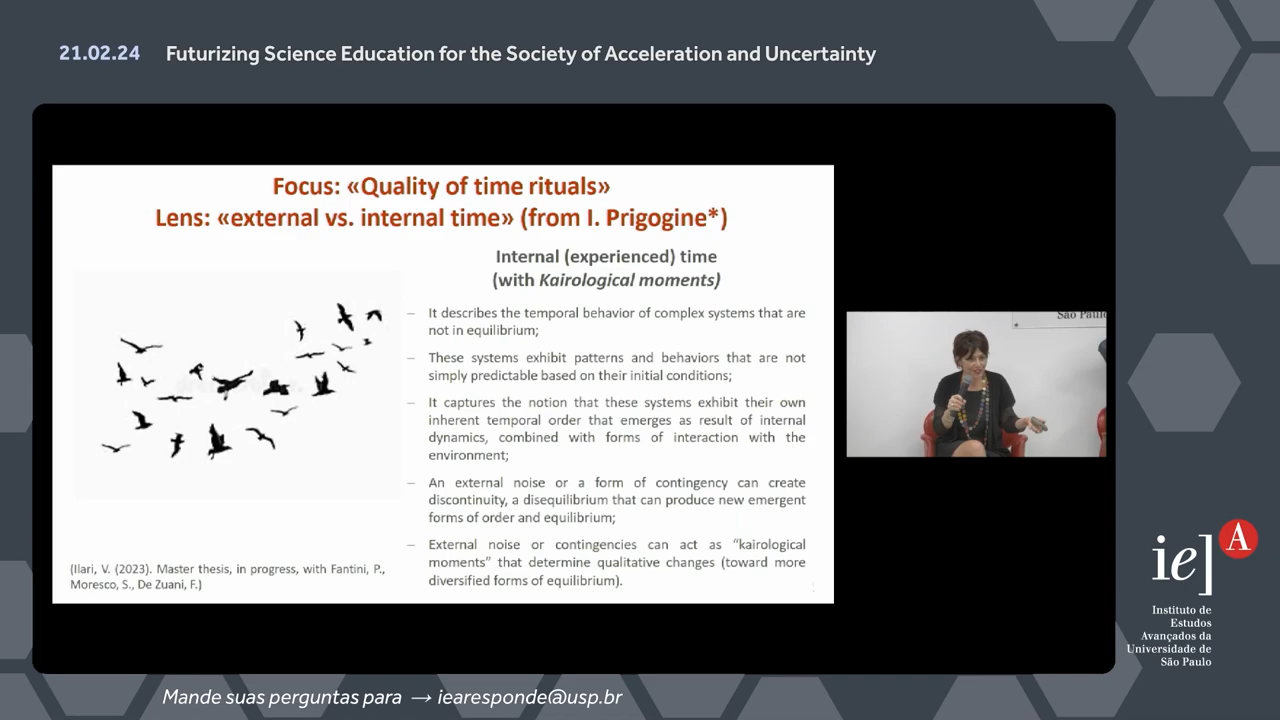 21.02.24 Futurizing Science Education for the Society of Acceleration and Uncertainty
Focus: «Quality of time rituals»
Lens: «external vs. internal time» (from I. Prigogine*)
Internal (experienced) time
(with Kairological moments)
– It describes the temporal behavior of complex systems that are
not in equilibrium;
– These systems exhibit patterns and behaviors that are not
simply predictable based on their initial conditions;
– It captures the notion that these systems exhibit their own
inherent temporal order that emerges as result of internal
dynamics, combined with forms of interaction with the
environment;
– An external noise or a form of contingency can create
discontinuity, a disequilibrium that can produce new emergent
forms of order and equilibrium;
– External noise or contingencies can act as “kairological
moments” that determine qualitative changes (toward more
diversified forms of equilibrium).
(Ilari, V. (2023). Master thesis, in progress, with Fantini, P.,
Moresco, S., De Zuani, F.)
São Paulo
iea
A
Instituto de
Estudos
Avançados da
Universidade de
São Paulo
Mande suas perguntas para → iearesponde@usp.br